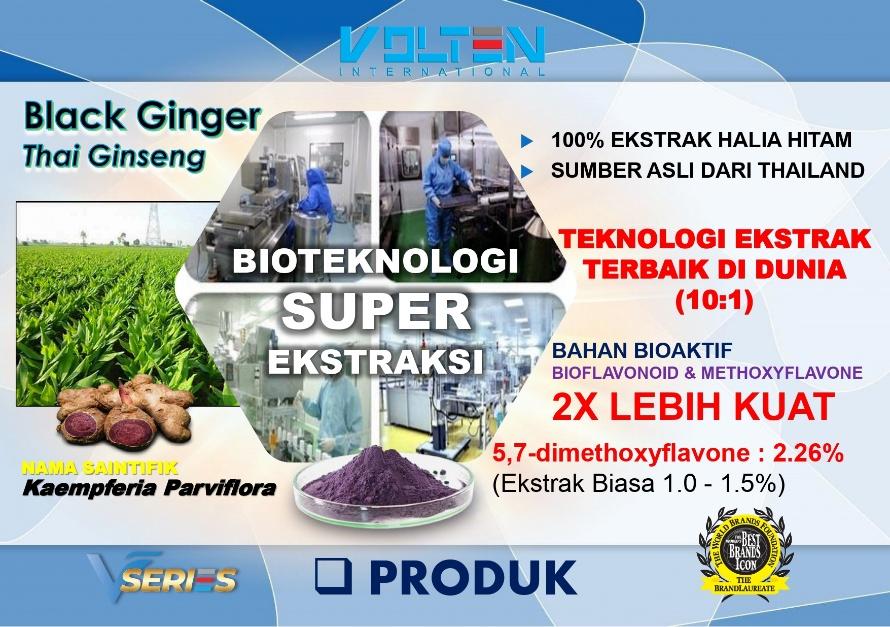 VOLTEN
INTERNATIONAL
Black Ginger
Thai Ginseng
100% EKSTRAK HALIA HITAM
SUMBER ASLI DARI THAILAND
BIOTEKNOLOGI
SUPER
EKSTRAKSI
TEKNOLOGI EKSTRAK
TERBAIK DI DUNIA
(10:1)
BAHAN BIOAKTIF
BIOFLAVONOID & METHOXYFLAVONE
2X LEBIH KUAT
5,7-dimethoxyflavone : 2.26%
(Ekstrak Biasa 1.0 - 1.5%)
NAMA SAINTIFIK
Kaempferia Parviflora
V SERIES
PRODUK
THE WORLD BRANDS FOUNDATION
BEST
BRANDS
ICON
THE
BRANDLAUREATE